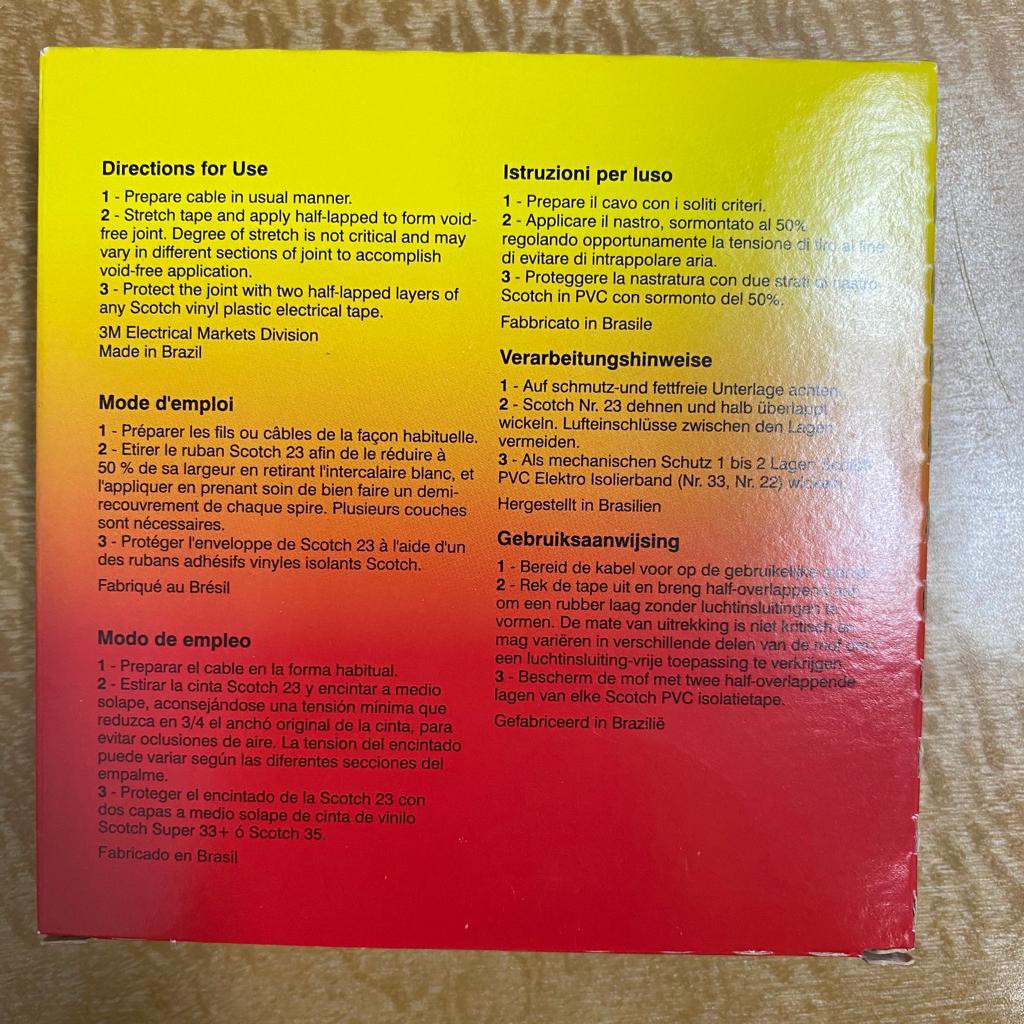 Directions for Use
1 - Prepare cable in usual manner.
2 - Stretch tape and apply half-lapped to form void-
free joint. Degree of stretch is not critical and may
vary in different sections of joint to accomplish
void-free application.
3 - Protect the joint with two half-lapped layers of
any Scotch vinyl plastic electrical tape.
3M Electrical Markets Division
Made in Brazil
Mode d'emploi
1 - Préparer les fils ou câbles de la façon habituelle.
2 - Etirer le ruban Scotch 23 afin de le réduire à
50 % de sa largeur en retirant l'intercalaire blanc, et
l'appliquer en prenant soin de bien faire un demi-
recouvrement de chaque spire. Plusieurs couches
sont nécessaires.
3 - Protéger l'enveloppe de Scotch 23 à l'aide d'un
des rubans adhésifs vinyles isolants Scotch.
Fabriqué au Brésil
Modo de empleo
1 - Preparar el cable en la forma habitual.
2 - Estirar la cinta Scotch 23 y encintar a medio
solape, aconsejándose una tensión mínima que
reduzca en 3/4 el anchó original de la cinta, para
evitar oclusiones de aire. La tension del encintado
puede variar según las diferentes secciones del
empalme.
3 - Proteger el encintado de la Scotch 23 con
dos capas a medio solape de cinta de vinilo
Scotch Super 33+ ó Scotch 35.
Fabricado en Brasil
Istruzioni per luso
1 - Prepare il cavo con i soliti criteri.
2 - Applicare il nastro, sormontato al 50%
regolando opportunamente la tensione di tiro al fine
di evitare di intrappolare aria.
3 - Proteggere la nastratura con due strati di nastro
Scotch in PVC con sormonto del 50%.
Fabbricato in Brasile
Verarbeitungshinweise
1 - Auf schmutz-und fettfreie Unterlage achten.
2 - Scotch Nr. 23 dehnen und halb überlappt
wickeln. Lufteinschlüsse zwischen den Lagen
vermeiden.
3 - Als mechanischen Schutz 1 bis 2 Lagen Scotch
PVC Elektro Isolierband (Nr. 33, Nr. 22) wickeln.
Hergestellt in Brasilien
Gebruiksaanwijsing
1 - Bereid de kabel voor op de gebruikelijke
2 - Rek de tape uit en breng half-overlappend aan
om een rubber laag zonder luchtinsluitingen te
vormen. De mate van uitrekking is niet kritisch en
mag variëren in verschillende delen van de mof om
een luchtinsluiting-vrije toepassing te verkrijgen.
3 - Bescherm de mof met twee half-overlappende
lagen van elke Scotch PVC isolatietape.
Gefabriceerd in Brazilië